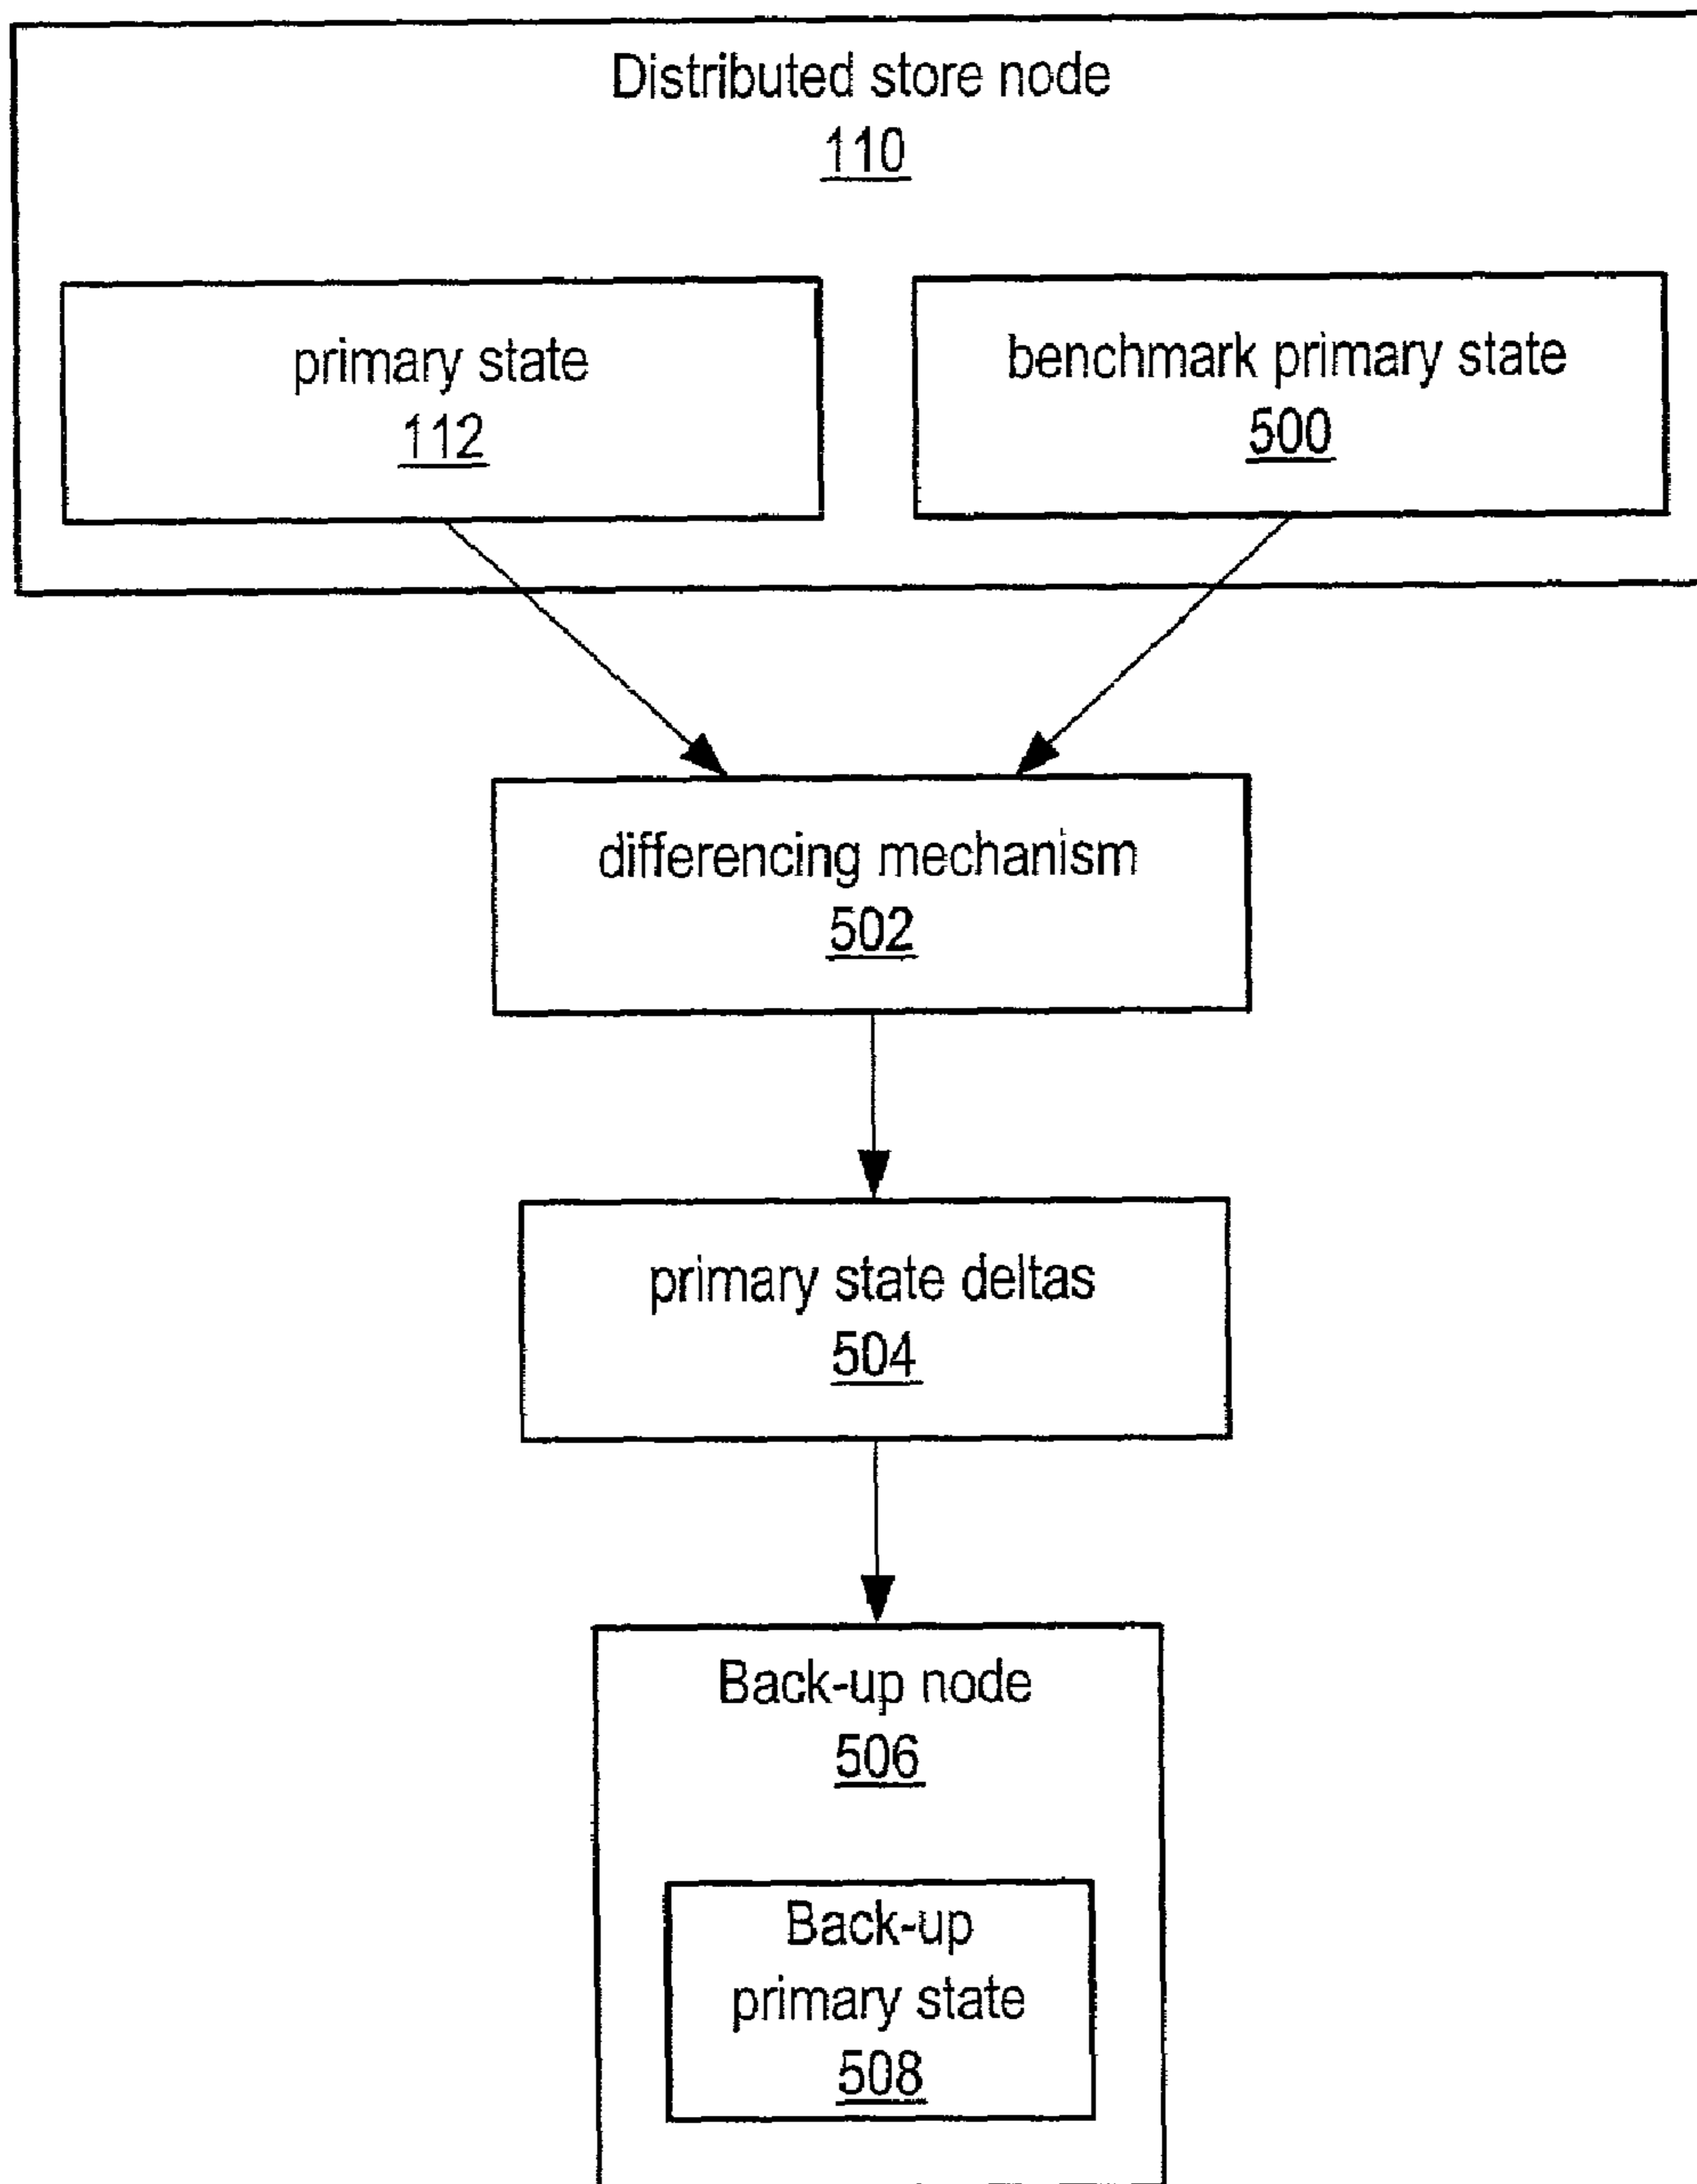 Distributed store node
110
primary state
112
benchmark primary state
500
differencing mechanism
502
primary state deltas
504
Back-up node
506
Back-up
primary state
508